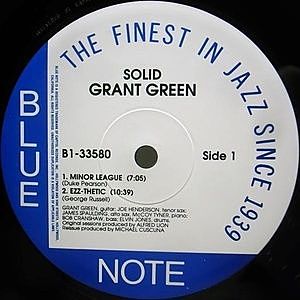 THE FINEST IN JAZZ SINCE 1939
BLUE
SOLID
GRANT GREEN
B1-33580
Side 1
1. MINOR LEAGUE (7:05)
(Duke Pearson)
2. EZZ-THETIC (10:39)
(George Russell)
GRANT GREEN, guitar; JOE HENDERSON, tenor sax;
JAMES SPAULDING, alto sax; McCOY TYNER, piano;
BOB CRANSHAW, bass; ELVIN JONES, drums.
Original sessions produced by ALFRED LION
Reissue produced by MICHAEL CUSCUNA
NOTE